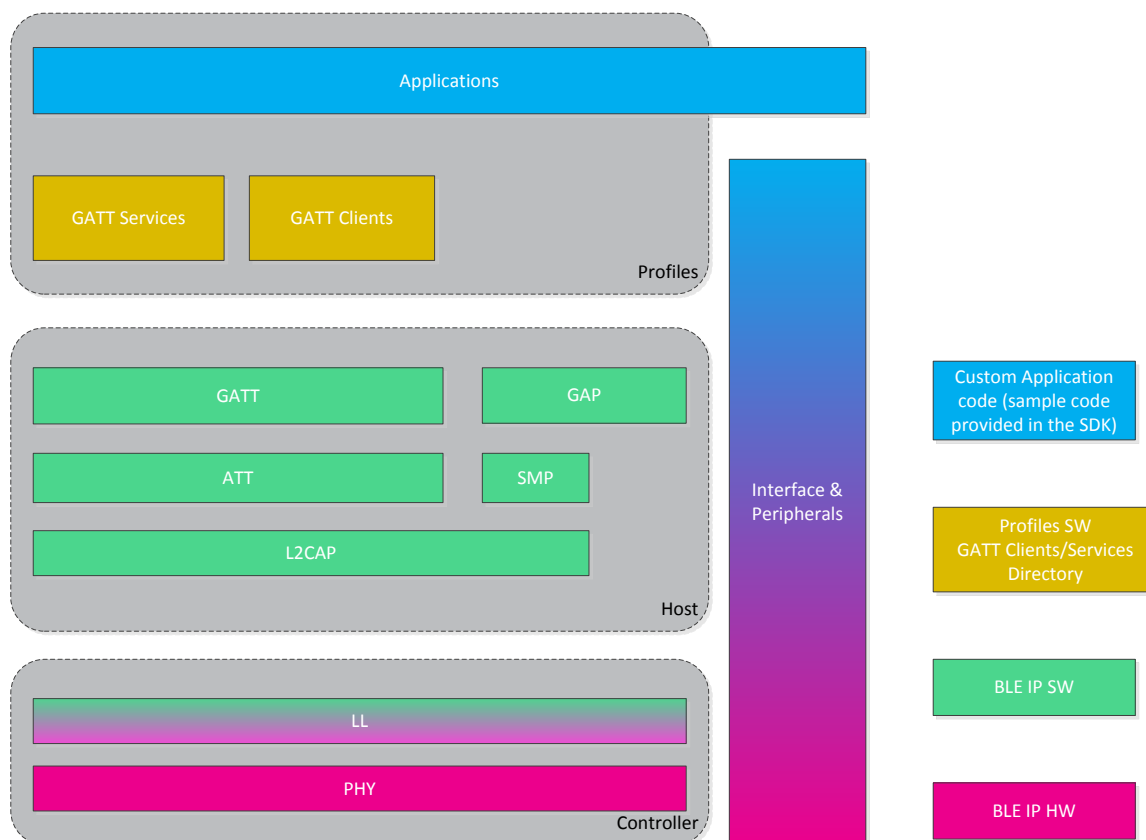 Applications
GATT Services
GATT Clients
Profiles
GATT
GAP
ATT
SMP
L2CAP
Host
LL
PHY
Controller
Interface &
Peripherals
Custom Application
code (sample code
provided in the SDK)
Profiles SW
GATT Clients/Services
Directory
BLE IP SW
BLE IP HW